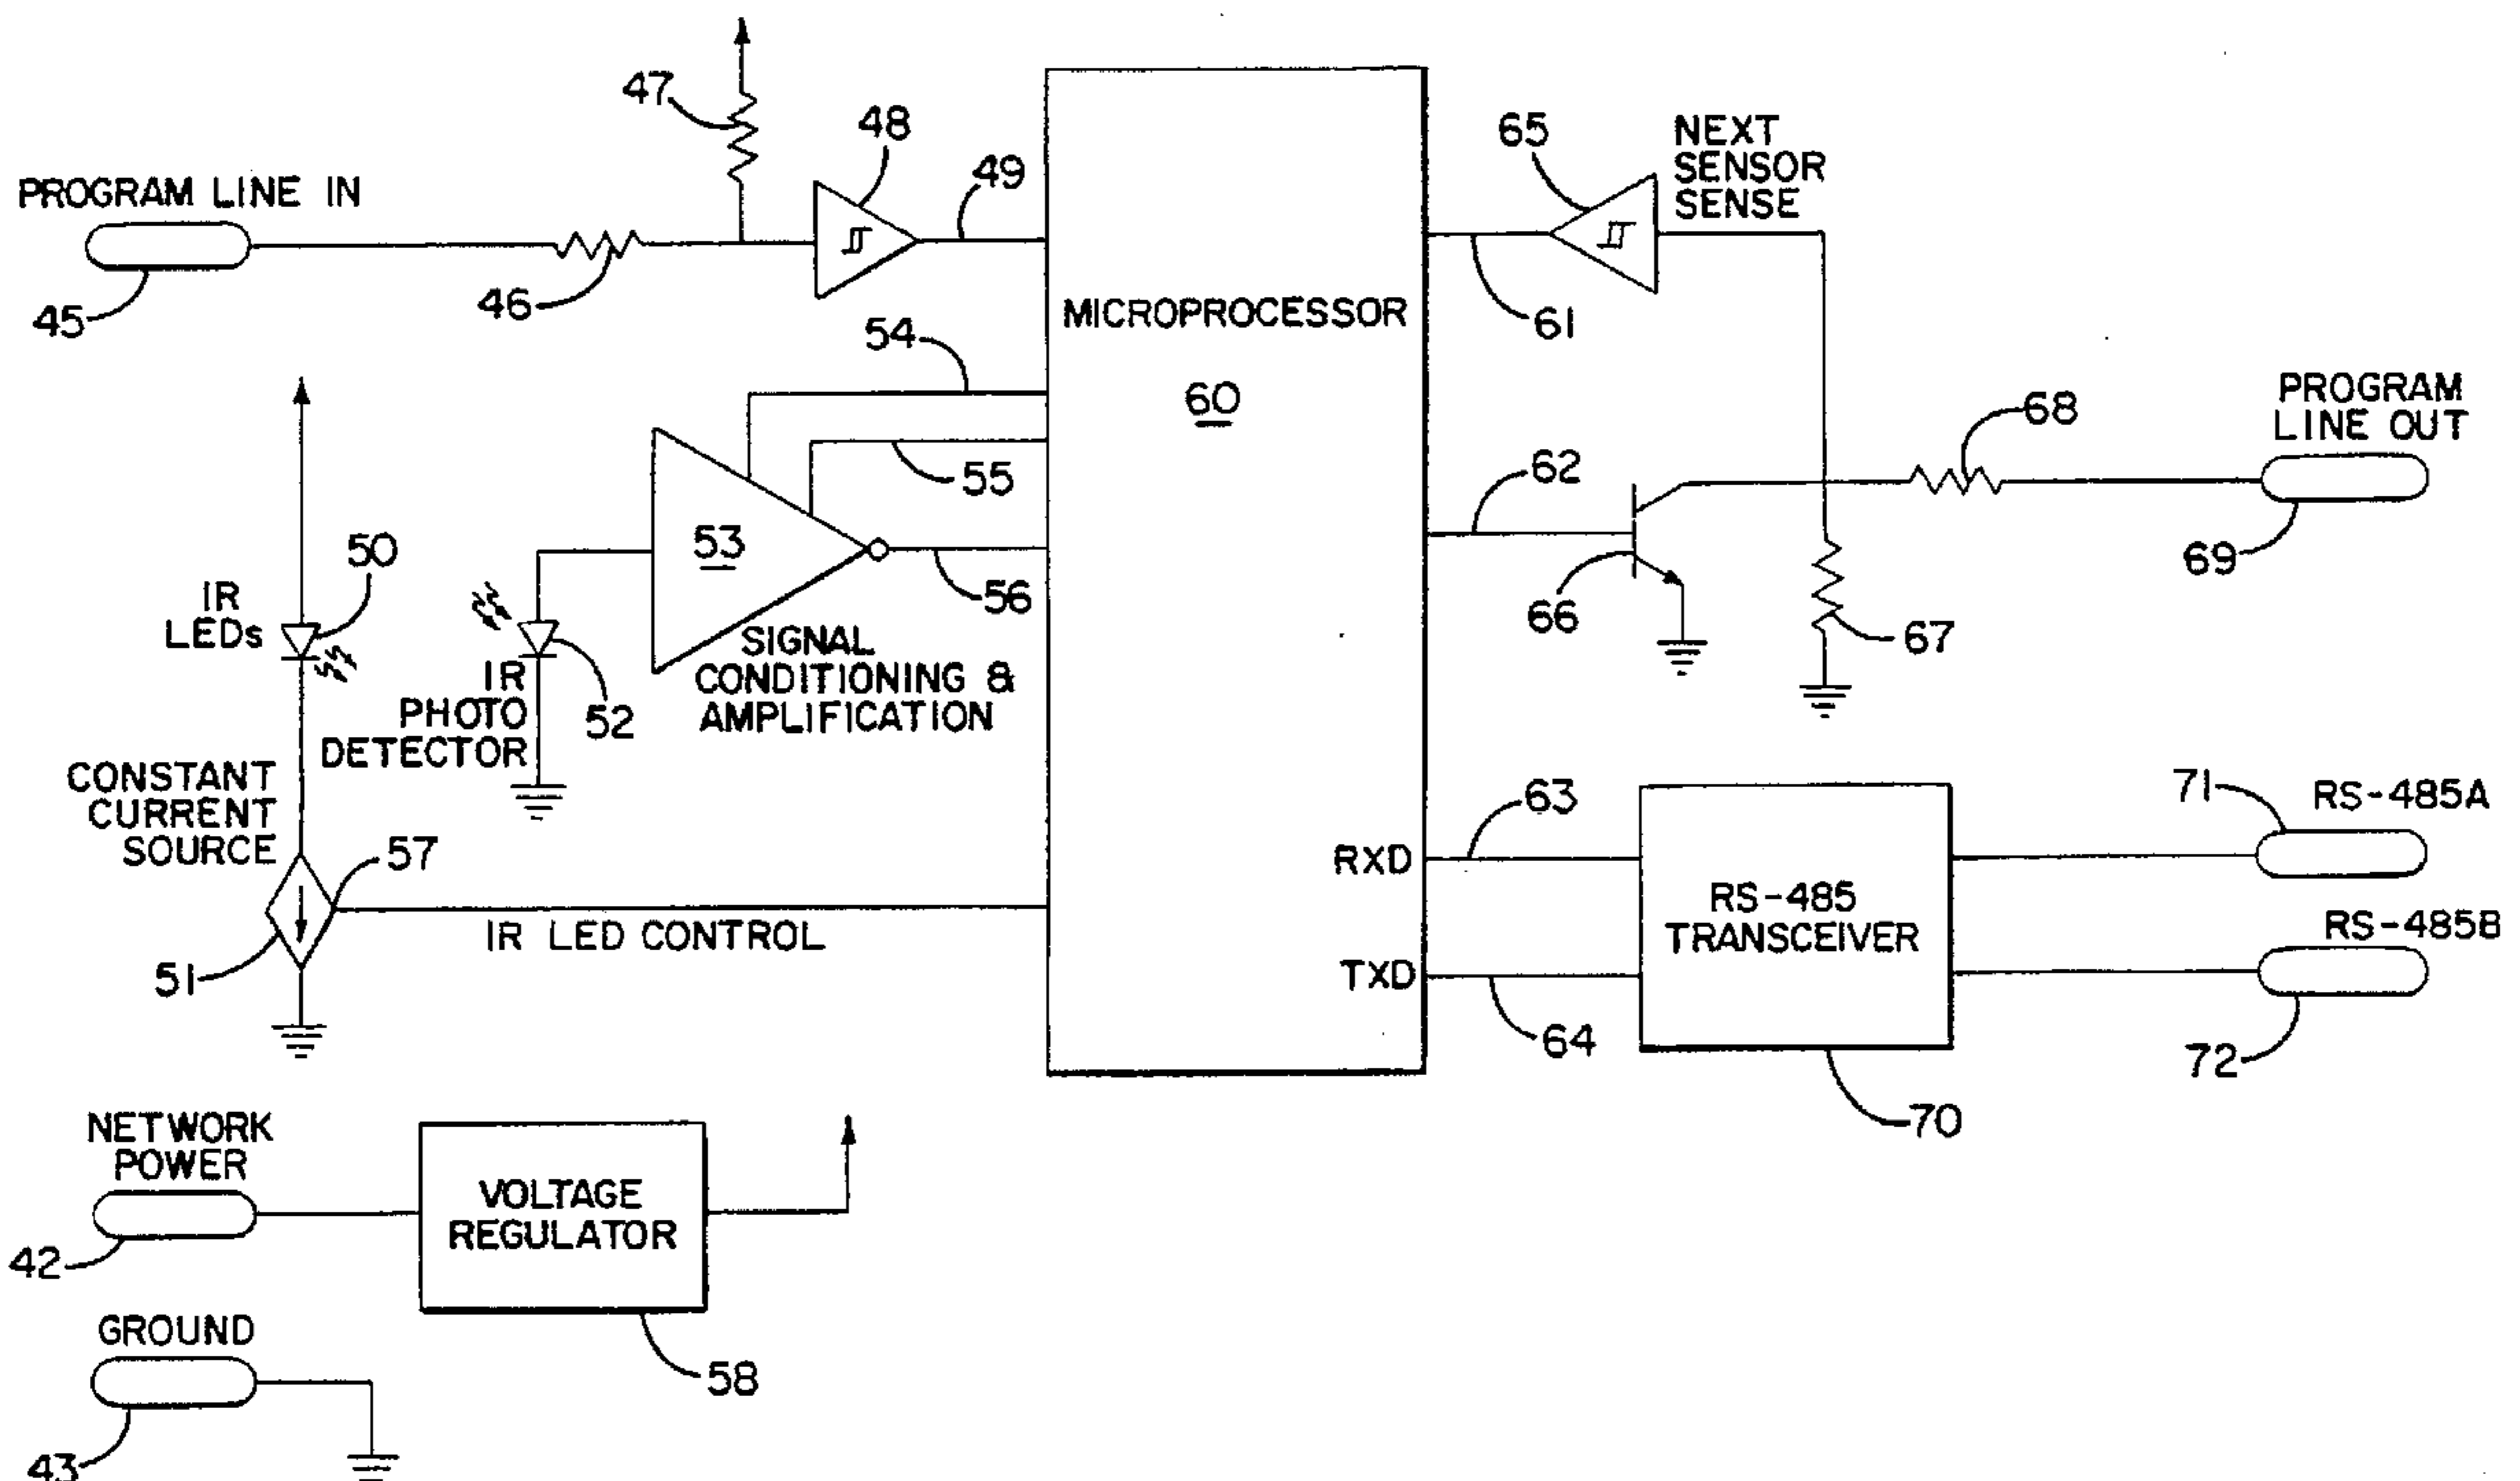 47
48
65
NEXT
SENSOR
SENSE
49
PROGRAM LINE IN
45
46
61
MICROPROCESSOR
54
60
68
PROGRAM
LINE OUT
55
62
69
50
53
56
66
67
IR
LEDs
52
IR
PHOTO
DETECTOR
SIGNAL
CONDITIONING &
AMPLIFICATION
CONSTANT
CURRENT
SOURCE
57
63
71
RS-485A
RXD
RS-485
TRANSCEIVER
RS-485B
51
IR LED CONTROL
TXD
64
72
70
NETWORK
POWER
42
VOLTAGE
REGULATOR
58
GROUND
43